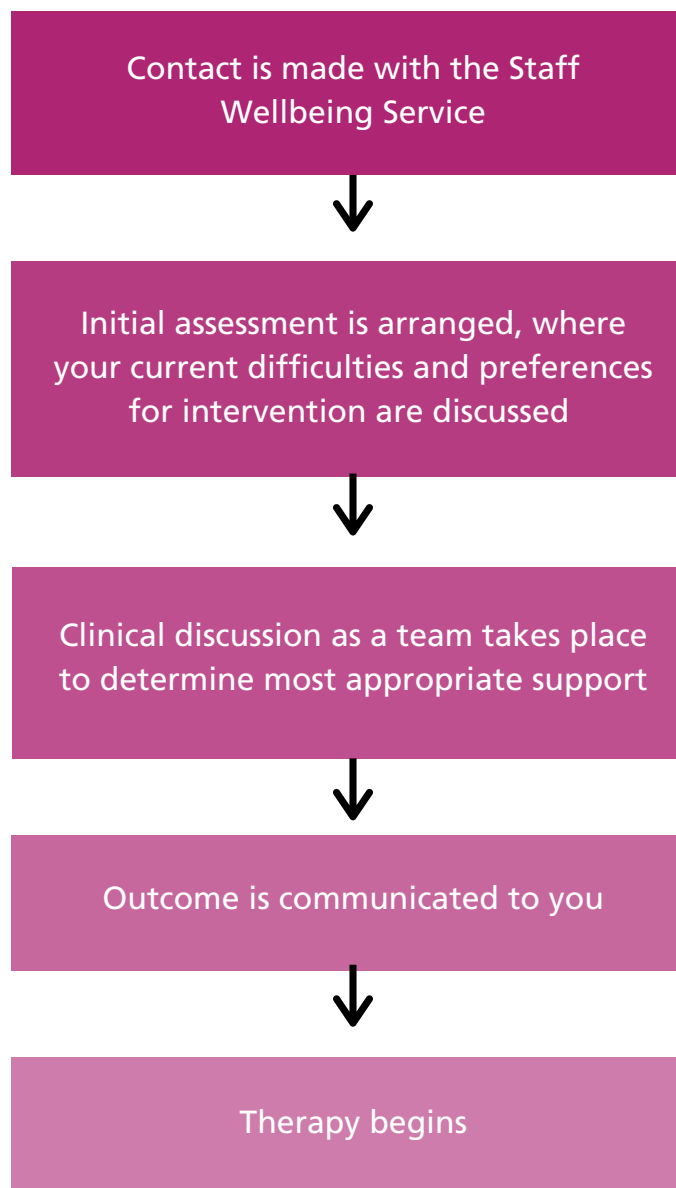 Contact is made with the Staff
Wellbeing Service
Initial assessment is arranged, where
your current difficulties and preferences
for intervention are discussed
Clinical discussion as a team takes place
to determine most appropriate support
Outcome is communicated to you
Therapy begins